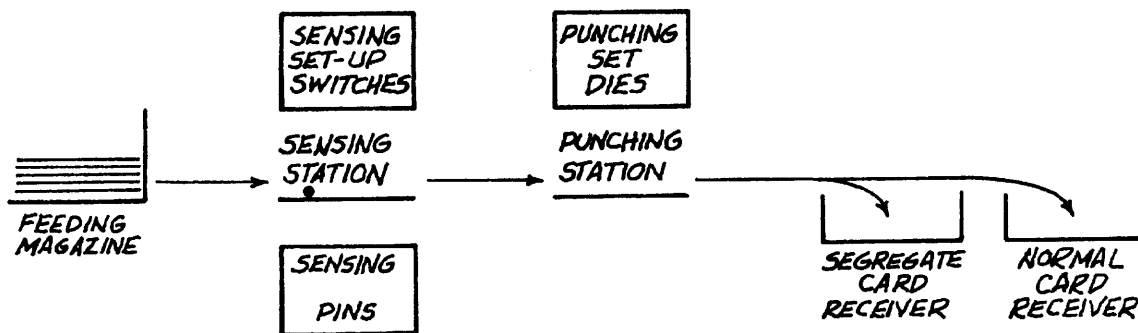 SENSING
SET-UP
SWITCHES
PUNCHING
SET
DIES
SENSING
STATION
PUNCHING
STATION
FEEDING
MAGAZINE
SENSING
PINS
SEGREGATE
CARD
RECEIVER
NORMAL
CARD
RECEIVER